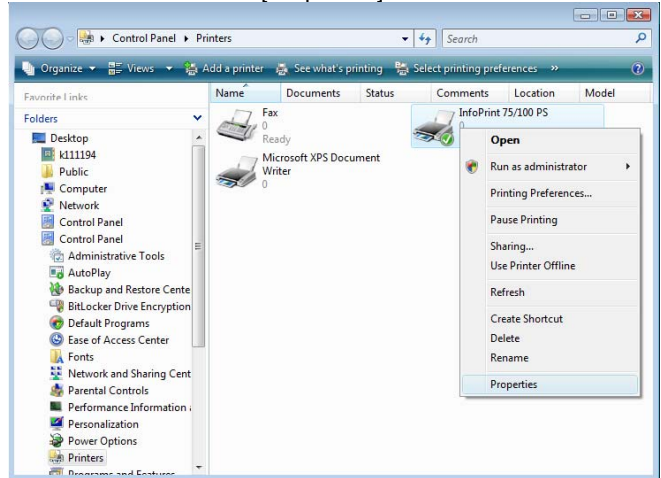 Control Panel ▸ Printers
Search
Organize Views Add a printer See what's printing Select printing preferences »
Favorite Links
Name Documents Status Comments Location Model
Folders
Desktop
k111194
Public
Computer
Network
Control Panel
Control Panel
Administrative Tools
AutoPlay
Backup and Restore Cente
BitLocker Drive Encryption
Default Programs
Ease of Access Center
Fonts
Network and Sharing Cent
Parental Controls
Performance Information
Personalization
Power Options
Printers
Programs and Features
Fax
0
Ready
Microsoft XPS Document
Writer
0
InfoPrint 75/100 PS
0
Open
Run as administrator
Printing Preferences...
Pause Printing
Sharing...
Use Printer Offline
Refresh
Create Shortcut
Delete
Rename
Properties